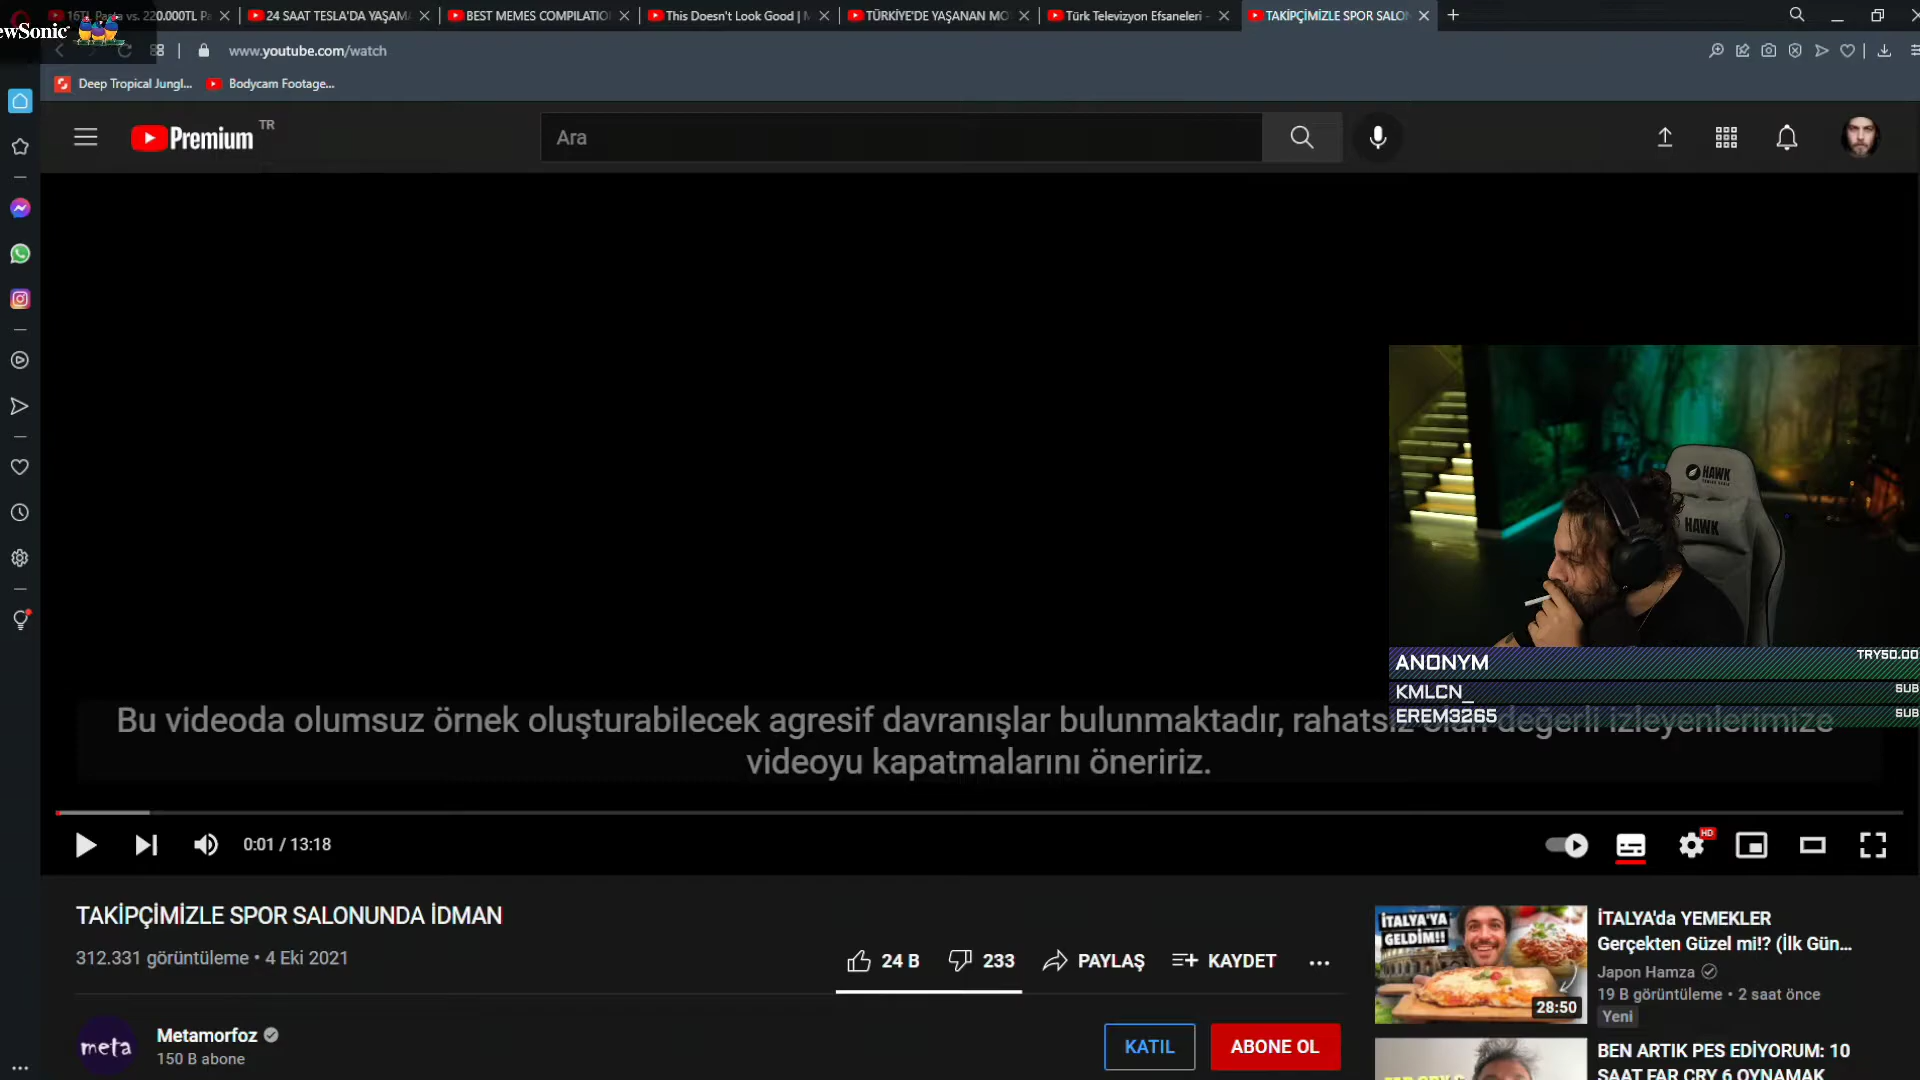 16TL Pasta vs. 220.000TL Pa
24 SAAT TESLA'DA YAŞAMA
BEST MEMES COMPILATIO
This Doesn't Look Good | M
TÜRKİYE'DE YAŞANAN MO
Türk Televizyon Efsaneleri -
TAKİPÇİMİZLE SPOR SALON
ewSonic
www.youtube.com/watch
Deep Tropical Jungl...
Bodycam Footage...
Premium TR
Ara
HAWK
HAWK
ANONYM TRY50.00
KMLCN_ SUB
EREM3265 SUB
Bu videoda olumsuz örnek oluşturabilecek agresif davranışlar bulunmaktadır, rahatsız olan değerli izleyenlerimize
videoyu kapatmalarını öneririz.
0:01 / 13:18
HD
TAKİPÇİMİZLE SPOR SALONUNDA İDMAN
312.331 görüntüleme • 4 Eki 2021
24 B
233
PAYLAŞ
KAYDET
meta
Metamorfoz
150 B abone
KATIL
ABONE OL
İTALYA'YA
GELDİM!!
28:50
İTALYA'da YEMEKLER
Gerçekten Güzel mi!? (İlk Gün...
Japon Hamza
19 B görüntüleme • 2 saat önce
Yeni
BEN ARTIK PES EDİYORUM: 10
SAAT FAR CRY 6 OYNAMAK